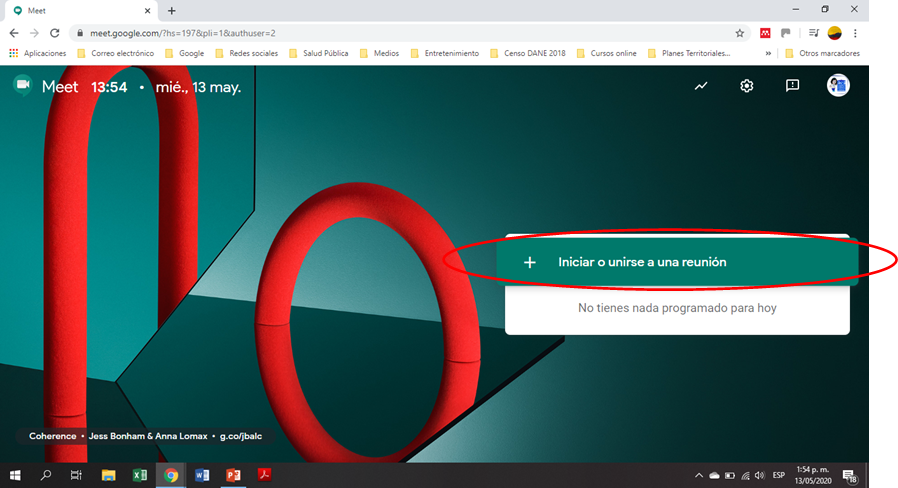 Meet
meet.google.com/?hs=197&pli=1&authuser=2
Aplicaciones
Correo electrónico
Google
Redes sociales
Salud Pública
Medios
Entretenimiento
Censo DANE 2018
Cursos online
Planes Territoriales...
»
Otros marcadores
Meet 13:54 • mié., 13 may.
+ Iniciar o unirse a una reunión
No tienes nada programado para hoy
Coherence • Jess Bonham & Anna Lomax • g.co/jbalc
ESP
1:54 p. m.
13/05/2020
18